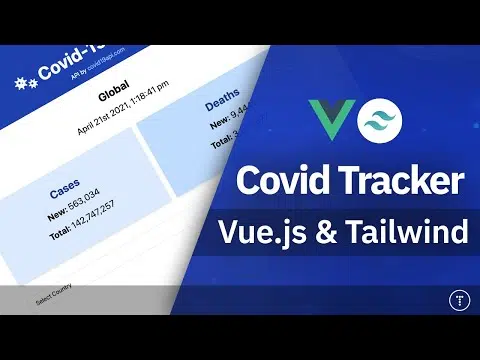 Covid-19
API by covid19api.com
Global
April 21st 2021, 1:18:41 pm
Deaths
New: 9,44
Total: 3
Cases
New: 563,034
Total: 142,747,257
Select Country
Covid Tracker
Vue.js & Tailwind
T